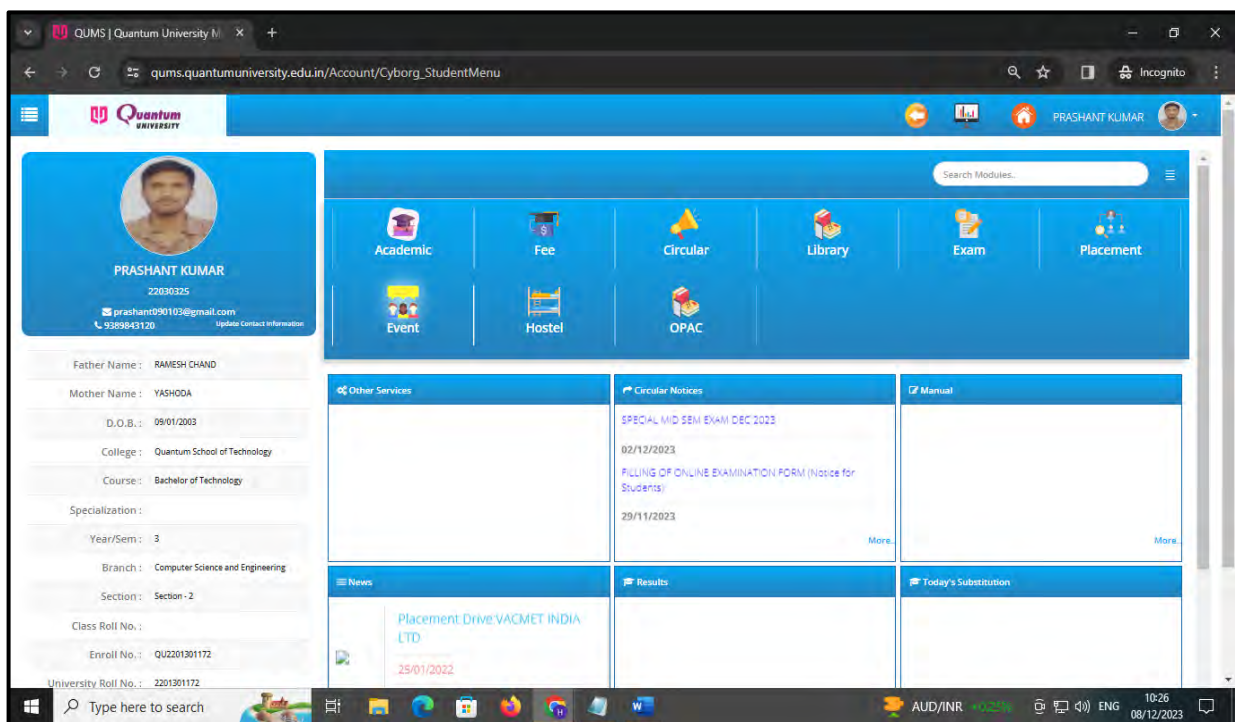 QUMS | Quantum University M
qums.quantumuniversity.edu.in/Account/Cyborg_StudentMenu
Incognito
Quantum
UNIVERSITY
PRASHANT KUMAR
Search Modules..
Academic
Fee
Circular
Library
Exam
Placement
Event
Hostel
OPAC
PRASHANT KUMAR
22030325
prashant090103@gmail.com
9389843120
Update Contact Information
Father Name : RAMESH CHAND
Mother Name : YASHODA
D.O.B. : 09/01/2003
College : Quantum School of Technology
Course : Bachelor of Technology
Specialization :
Year/Sem : 3
Branch : Computer Science and Engineering
Section : Section - 2
Class Roll No. :
Enroll No. : QU2201301172
University Roll No. : 2201301172
Other Services
Circular Notices
SPECIAL MID SEM EXAM DEC 2023
02/12/2023
FILLING OF ONLINE EXAMINATION FORM (Notice for
Students)
29/11/2023
More..
Manual
More..
News
Placement Drive:VACMET INDIA
LTD
25/01/2022
Results
Today's Substitution
Type here to search
AUD/INR +0.25%
ENG
10:26
08/12/2023